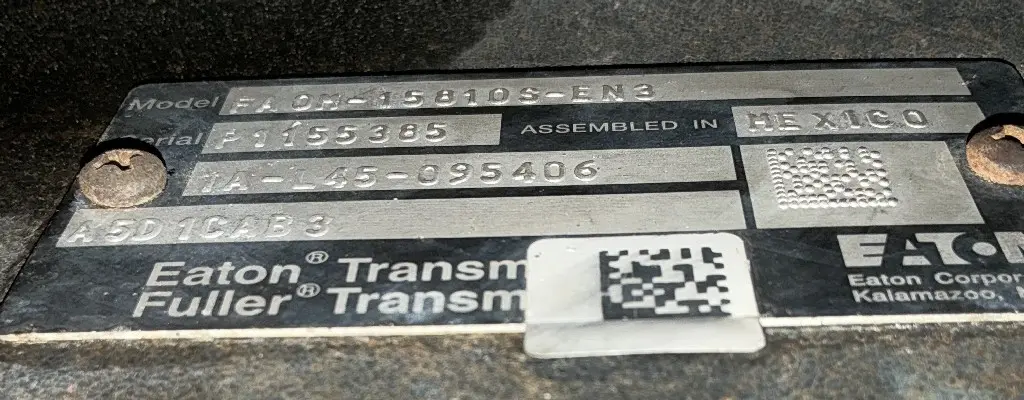 Model FAOM-15810S-EN3
Serial P1155385 ASSEMBLED IN MEXICO
1A-L45-095406
A5D1CAB3
EATON
Eaton® Transm
Fuller® Transm
Eaton Corpor
Kalamazoo,